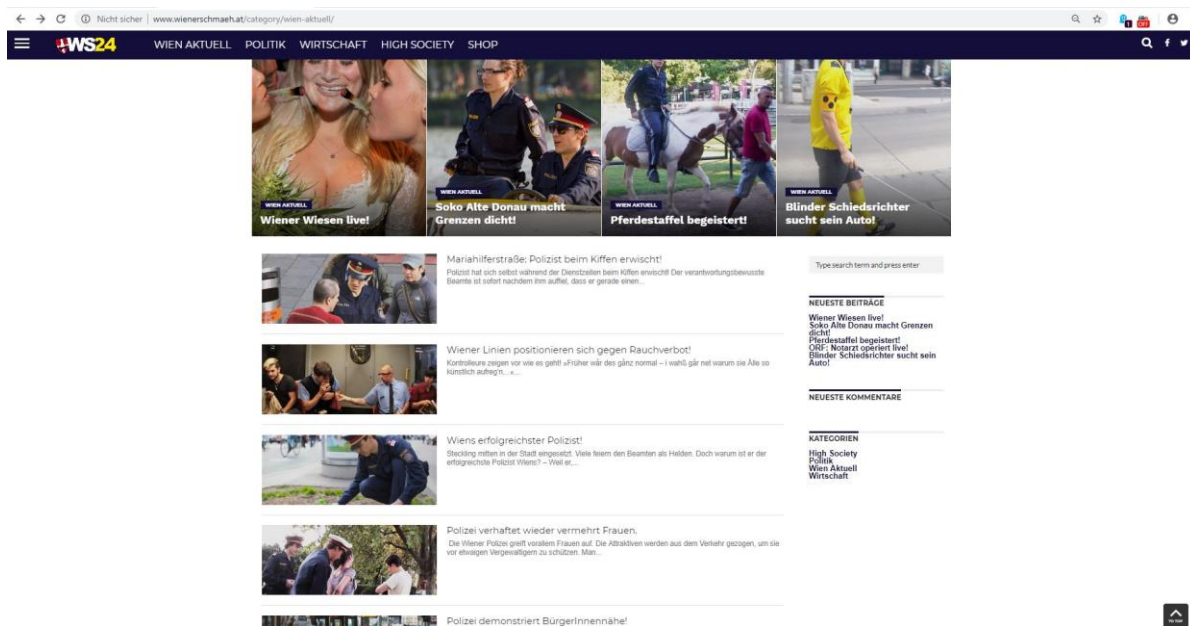 Nicht sicher | www.wienerschmaeh.at/category/wien-aktuell/
WS24
WIEN AKTUELL POLITIK WIRTSCHAFT HIGH SOCIETY SHOP
WIEN AKTUELL
Wiener Wiesen live!
WIEN AKTUELL
Soko Alte Donau macht
Grenzen dicht!
WIEN AKTUELL
Pferdestaffel begeistert!
WIEN AKTUELL
Blinder Schiedsrichter
sucht sein Auto!
Mariahilferstraße: Polizist beim Kiffen erwischt!
Polizist hat sich selbst während der Dienstzeiten beim Kiffen erwischt! Der verantwortungsbewusste
Beamte ist sofort nachdem ihm auffiel, dass er gerade einen...
Wiener Linien positionieren sich gegen Rauchverbot!
Kontrolleure zeigen vor wie es geht! »Früher wår des gånz normal – i wahß går net warum sie Ålle so
künstlich aufreg'n... «...
Wiens erfolgreichster Polizist!
Steckling mitten in der Stadt eingesetzt. Viele feiern den Beamten als Helden. Doch warum ist er der
erfolgreichste Polizist Wiens? – Weil er,...
Polizei verhaftet wieder vermehrt Frauen.
Die Wiener Polizei greift vorallem Frauen auf. Die Attraktiven werden aus dem Verkehr gezogen, um sie
vor etwaigen Vergewaltigern zu schützen. Man...
Polizei demonstriert BürgerInnennähe!
Type search term and press enter
NEUESTE BEITRÄGE
Wiener Wiesen live!
Soko Alte Donau macht Grenzen
dicht!
Pferdestaffel begeistert!
ORF: Notarzt operiert live!
Blinder Schiedsrichter sucht sein
Auto!
NEUESTE KOMMENTARE
KATEGORIEN
High Society
Politik
Wien Aktuell
Wirtschaft